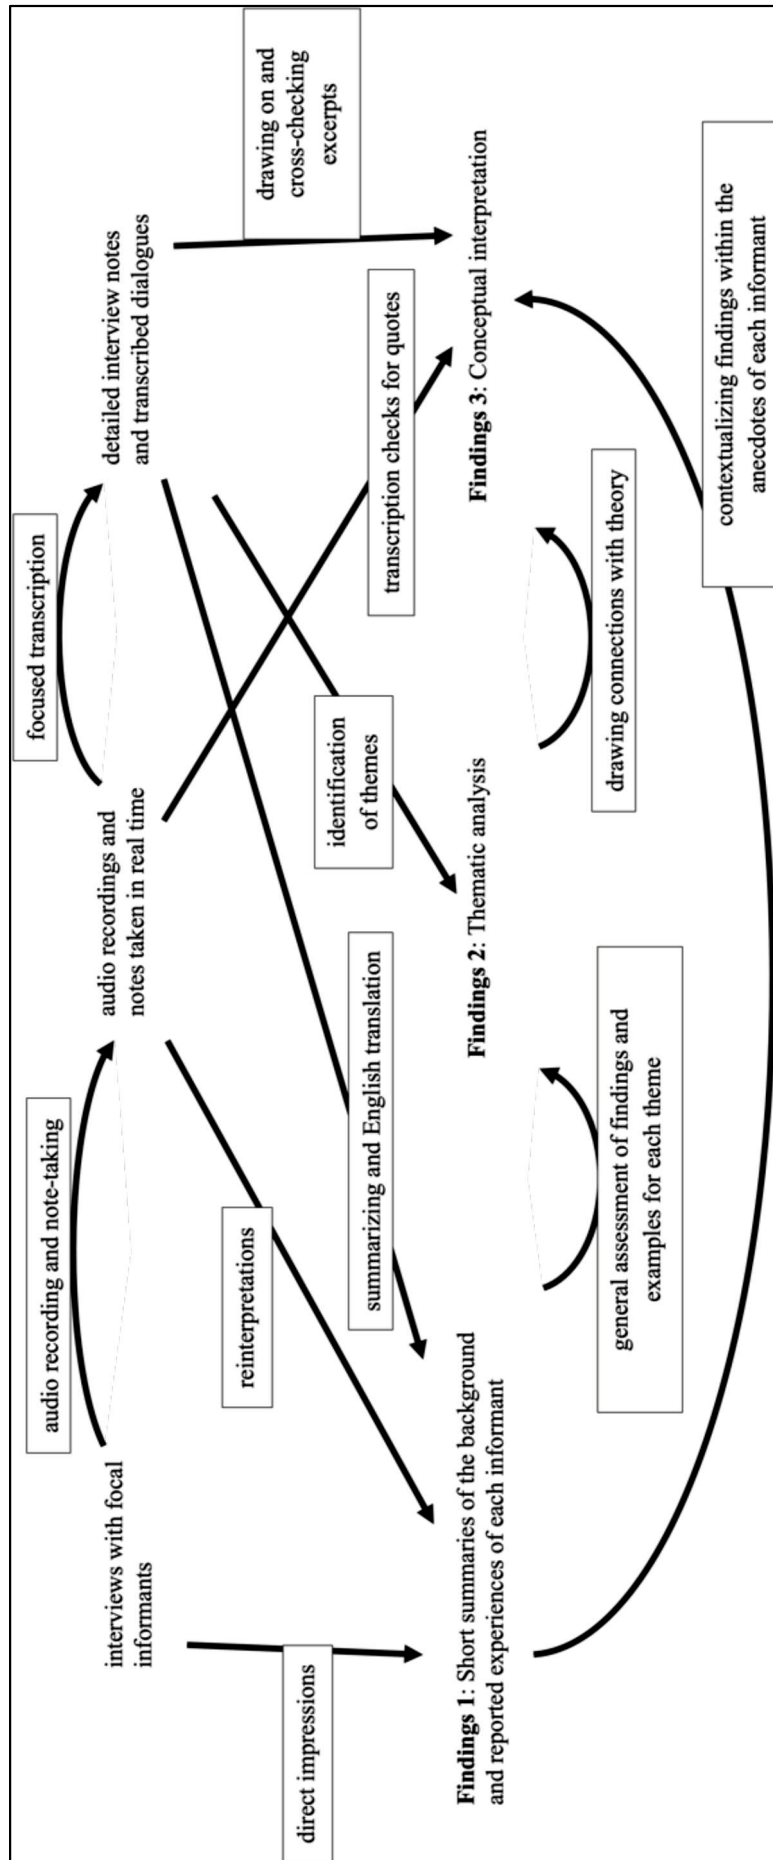 audio recording and note-taking
focused transcription
interviews with focal
informants
audio recordings and
notes taken in real time
detailed interview notes
and transcribed dialogues
direct impressions
reinterpretations
summarizing and English translation
identification
of themes
transcription checks for quotes
drawing on and
cross-checking
excerpts
Findings 1: Short summaries of the background
and reported experiences of each informant
Findings 2: Thematic analysis
Findings 3: Conceptual interpretation
general assessment of findings and
examples for each theme
drawing connections with theory
contextualizing findings within the
anecdotes of each informant